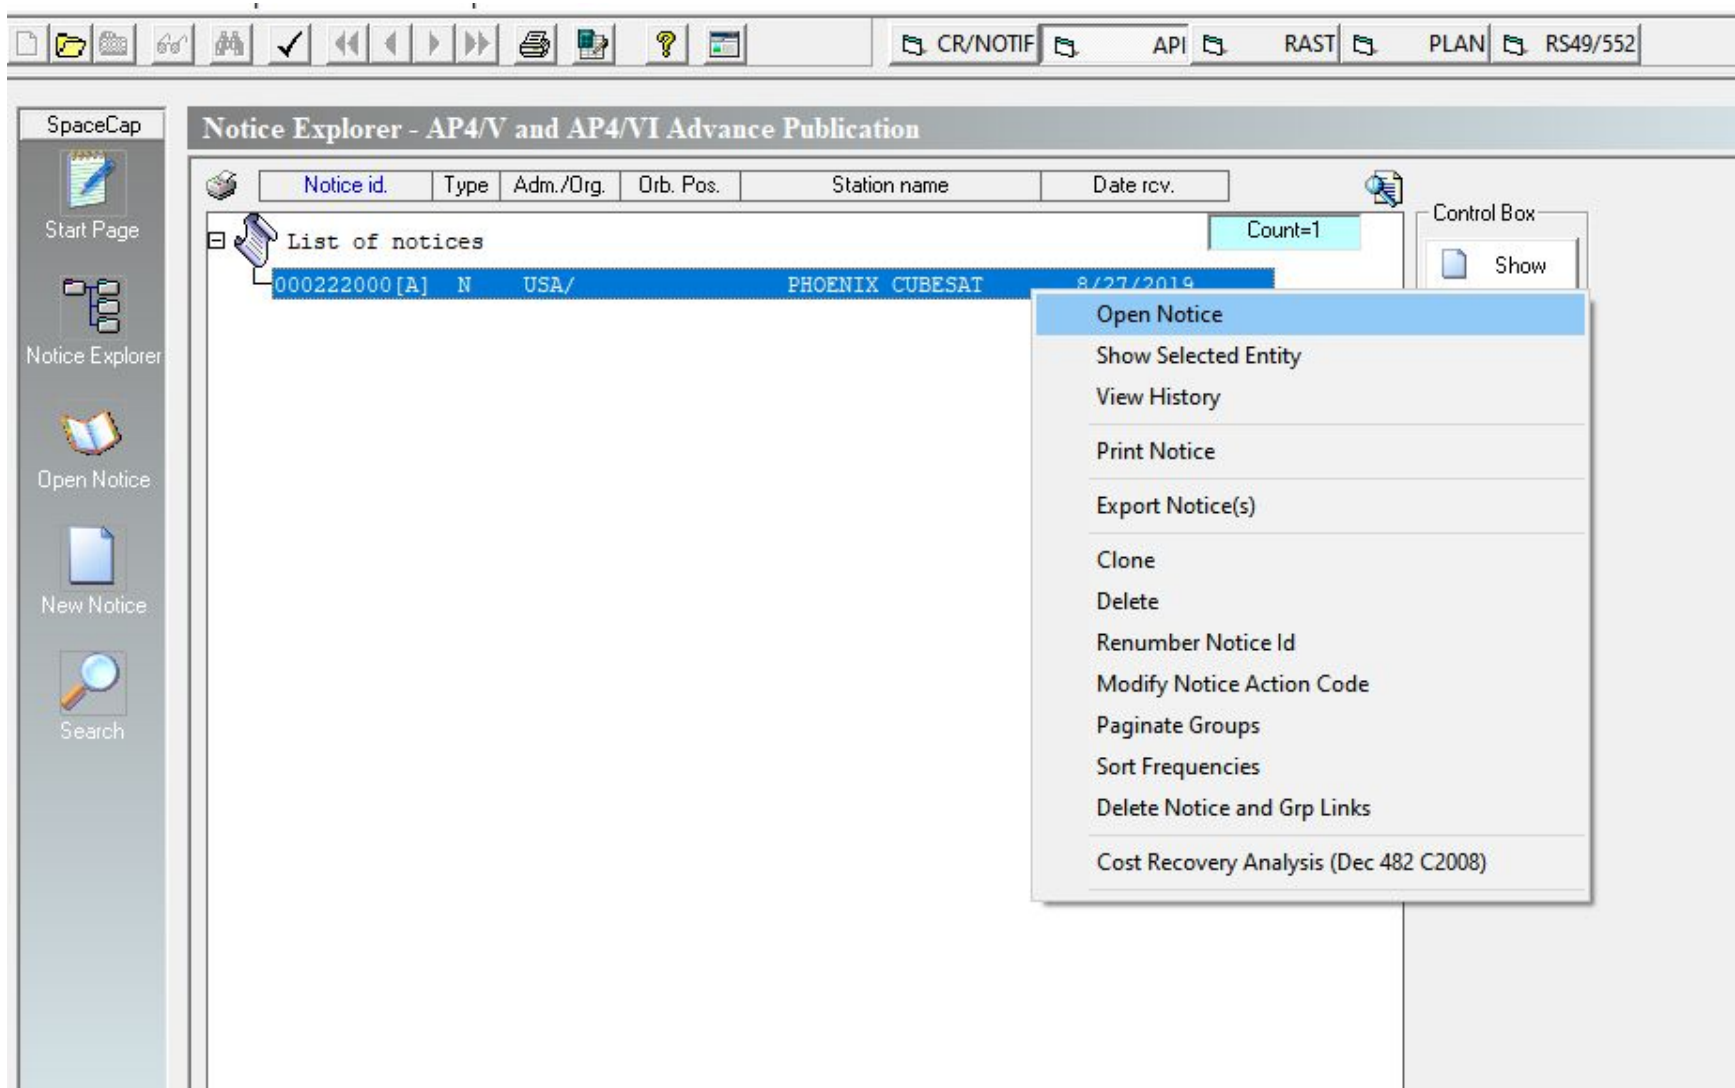 CR/NOTIF API RAST PLAN RS49/552
SpaceCap
Start Page
Notice Explorer
Open Notice
New Notice
Search
Notice Explorer - AP4/V and AP4/VI Advance Publication
Notice id. Type Adm./Org. Orb. Pos. Station name Date rcv.
List of notices
Count=1
000222000[A] N USA/ PHOENIX CUBESAT 8/27/2019
Control Box
Show
Open Notice
Show Selected Entity
View History
Print Notice
Export Notice(s)
Clone
Delete
Renumber Notice Id
Modify Notice Action Code
Paginate Groups
Sort Frequencies
Delete Notice and Grp Links
Cost Recovery Analysis (Dec 482 C2008)